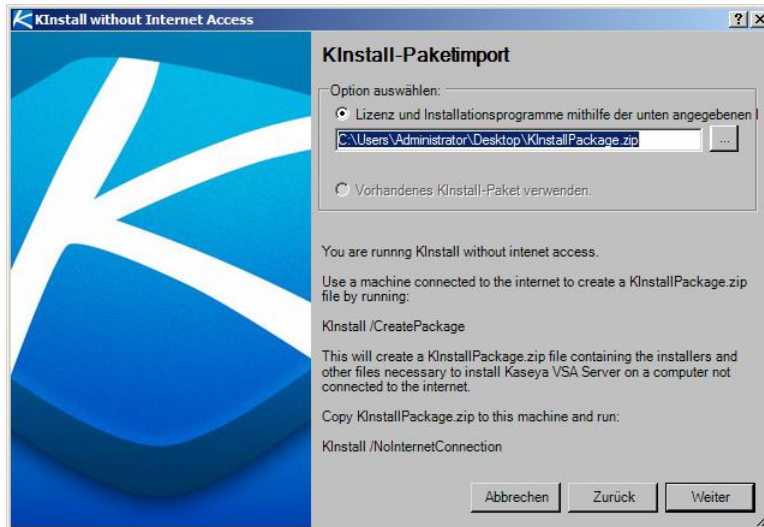 KInstall without Internet Access
KInstall-Paketimport
Option auswählen:
Lizenz und Installationsprogramme mithilfe der unten angegebenen
C:\Users\Administrator\Desktop\KInstallPackage.zip
...
Vorhandenes KInstall-Paket verwenden.
You are runnng KInstall without intenet access.
Use a machine connected to the internet to create a KInstallPackage.zip
file by running:
KInstall /CreatePackage
This will create a KInstallPackage.zip file containing the installers and
other files necessary to install Kaseya VSA Server on a computer not
connected to the internet.
Copy KInstallPackage.zip to this machine and run:
KInstall /NoInternetConnection
Abbrechen
Zurück
Weiter